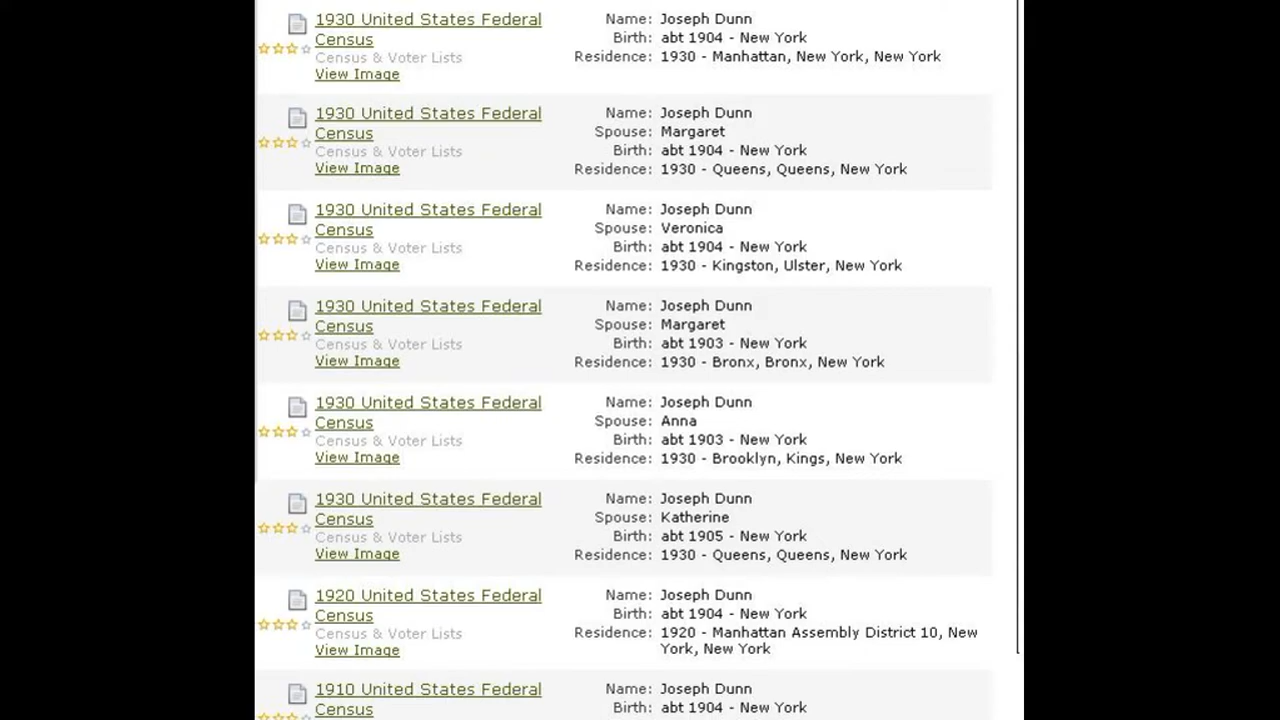 1930 United States Federal Census
Census & Voter Lists
View Image
Name: Joseph Dunn
Birth: abt 1904 - New York
Residence: 1930 - Manhattan, New York, New York
1930 United States Federal Census
Census & Voter Lists
View Image
Name: Joseph Dunn
Spouse: Margaret
Birth: abt 1904 - New York
Residence: 1930 - Queens, Queens, New York
1930 United States Federal Census
Census & Voter Lists
View Image
Name: Joseph Dunn
Spouse: Veronica
Birth: abt 1904 - New York
Residence: 1930 - Kingston, Ulster, New York
1930 United States Federal Census
Census & Voter Lists
View Image
Name: Joseph Dunn
Spouse: Margaret
Birth: abt 1903 - New York
Residence: 1930 - Bronx, Bronx, New York
1930 United States Federal Census
Census & Voter Lists
View Image
Name: Joseph Dunn
Spouse: Anna
Birth: abt 1903 - New York
Residence: 1930 - Brooklyn, Kings, New York
1930 United States Federal Census
Census & Voter Lists
View Image
Name: Joseph Dunn
Spouse: Katherine
Birth: abt 1905 - New York
Residence: 1930 - Queens, Queens, New York
1920 United States Federal Census
Census & Voter Lists
View Image
Name: Joseph Dunn
Birth: abt 1904 - New York
Residence: 1920 - Manhattan Assembly District 10, New York, New York
1910 United States Federal Census
Name: Joseph Dunn
Birth: abt 1904 - New York